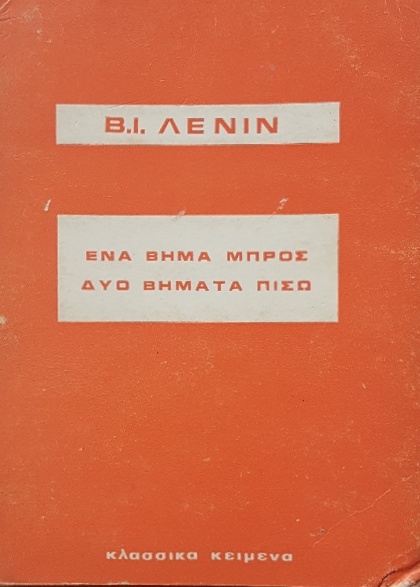 Β.Ι. ΛΕΝΙΝ
ΕΝΑ ΒΗΜΑ ΜΠΡΟΣ
ΔΥΟ ΒΗΜΑΤΑ ΠΙΣΩ
κλασσικα κειμενα